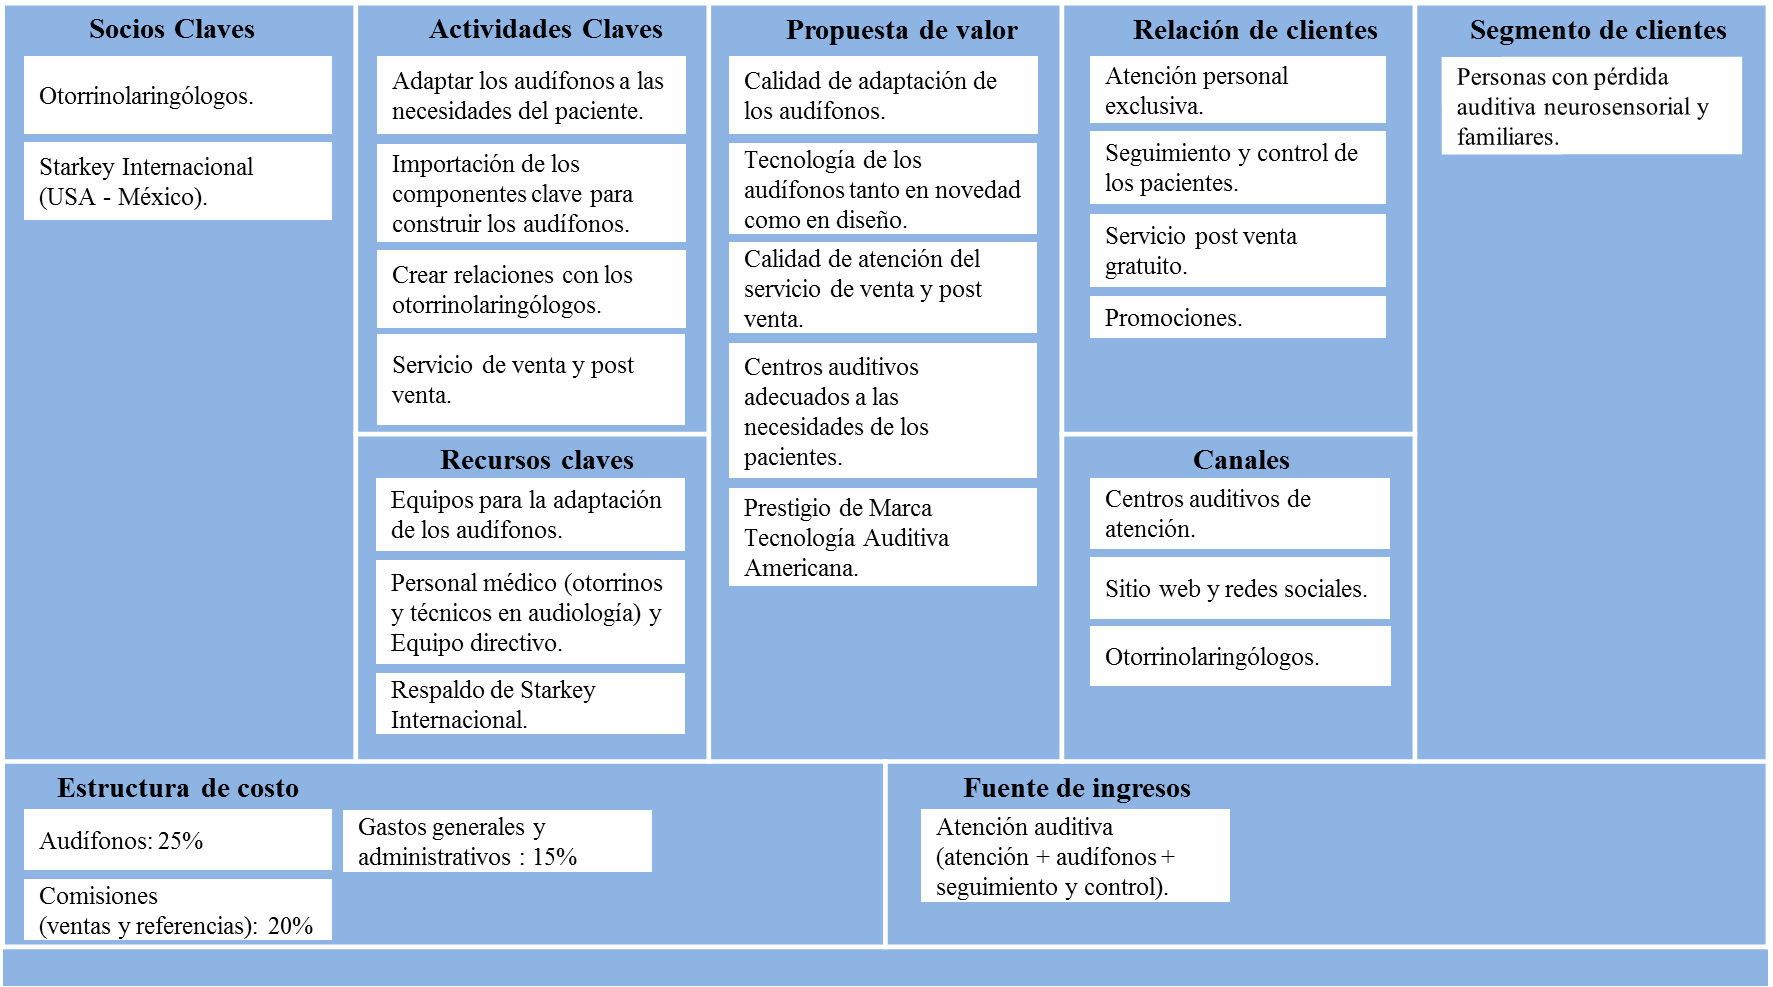 Socios Claves
Otorrinolaringólogos.
Starkey Internacional
(USA - México).
Actividades Claves
Adaptar los audífonos a las
necesidades del paciente.
Importación de los
componentes clave para
construir los audífonos.
Crear relaciones con los
otorrinolaringólogos.
Servicio de venta y post
venta.
Recursos claves
Equipos para la adaptación
de los audífonos.
Personal médico (otorrinos
y técnicos en audiología) y
Equipo directivo.
Respaldo de Starkey
Internacional.
Propuesta de valor
Calidad de adaptación de
los audífonos.
Tecnología de los
audífonos tanto en novedad
como en diseño.
Calidad de atención del
servicio de venta y post
venta.
Centros auditivos
adecuados a las
necesidades de los
pacientes.
Prestigio de Marca
Tecnología Auditiva
Americana.
Relación de clientes
Atención personal
exclusiva.
Seguimiento y control de
los pacientes.
Servicio post venta
gratuito.
Promociones.
Canales
Centros auditivos de
atención.
Sitio web y redes sociales.
Otorrinolaringólogos.
Segmento de clientes
Personas con pérdida
auditiva neurosensorial y
familiares.
Estructura de costo
Audífonos: 25%
Comisiones
(ventas y referencias): 20%
Gastos generales y
administrativos : 15%
Fuente de ingresos
Atención auditiva
(atención + audífonos +
seguimiento y control).